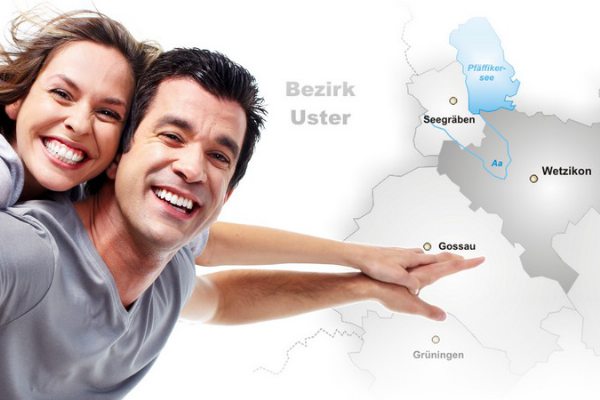 Bezirk
Uster
Pfäffiker-
see
Seegräben
Aa
Wetzikon
Gossau
Grüningen